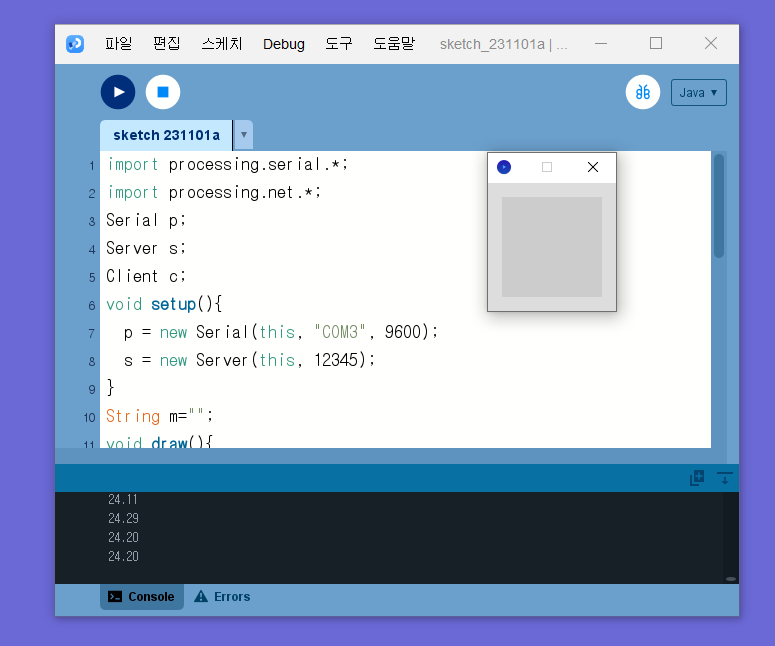 파일 편집 스케치 Debug 도구 도움말 sketch_231101a | ...
Java ▾
sketch 231101a ▾
1 import processing.serial.*;
2 import processing.net.*;
3 Serial p;
4 Server s;
5 Client c;
6 void setup(){
7 p = new Serial(this, "COM3", 9600);
8 s = new Server(this, 12345);
9 }
10 String m="";
11 void draw(){
24.11
24.29
24.20
24.20
Console Errors